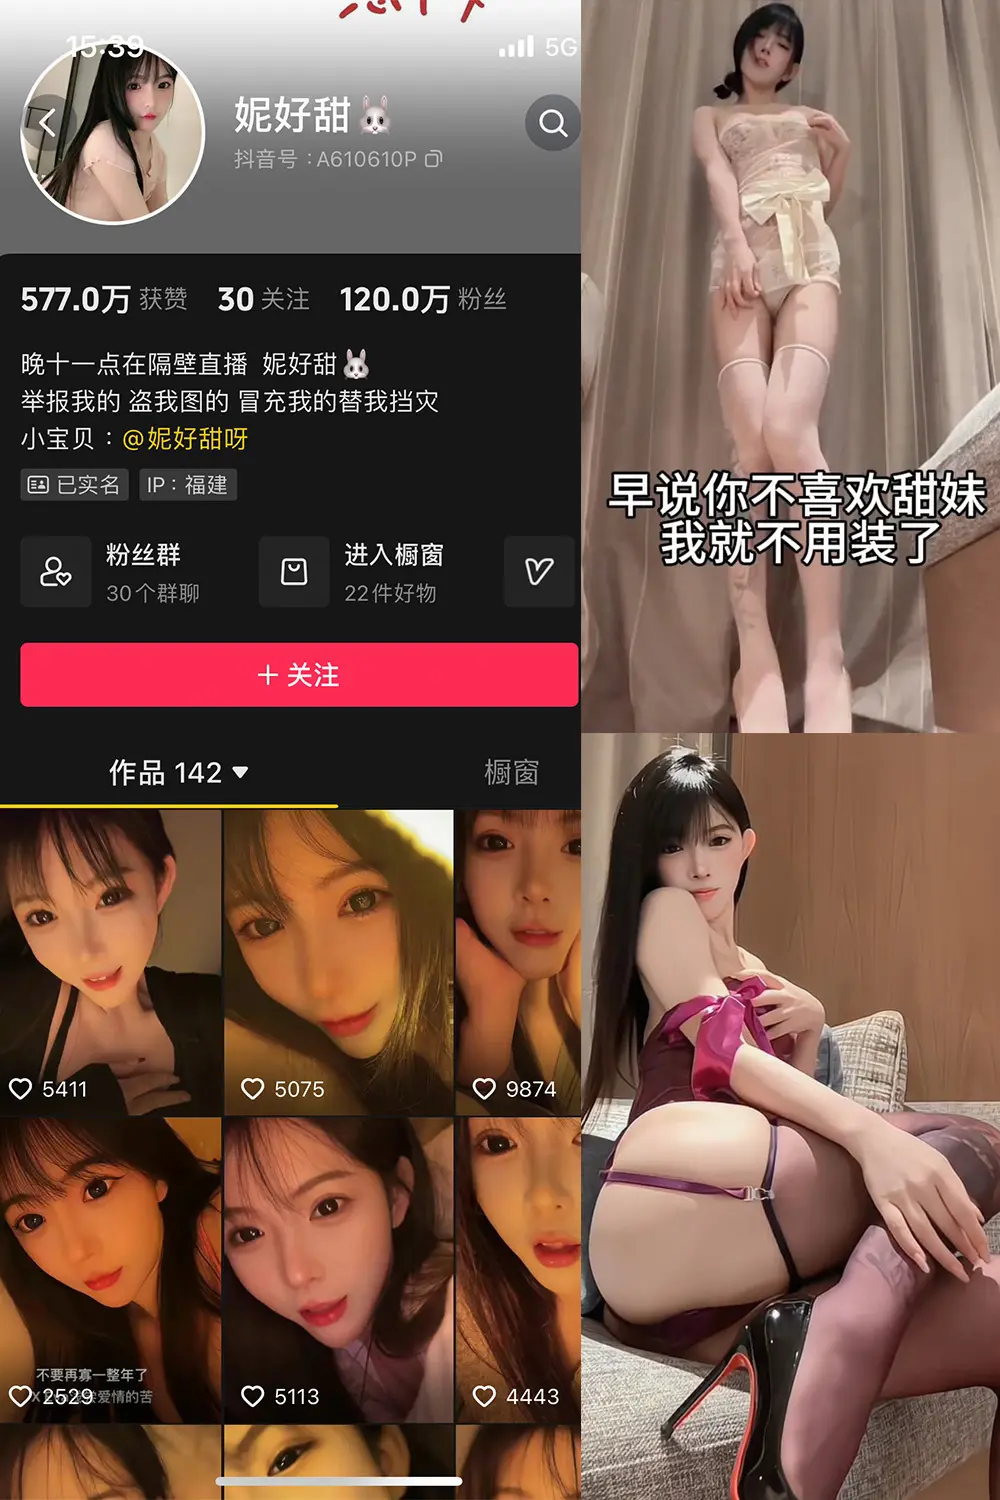 15:39
5G
妮好甜🐰
抖音号：A610610P
577.0万 获赞 30 关注 120.0万 粉丝
晚十一点在隔壁直播 妮好甜🐰
举报我的 盗我图的 冒充我的替我挡灾
小宝贝：@妮好甜呀
已实名 IP：福建
粉丝群
30个群聊
进入橱窗
22件好物
+ 关注
作品 142
橱窗
5411
5075
9874
不要再寡一整年了
爱情的苦
2529
5113
4443
早说你不喜欢甜妹
我就不用装了